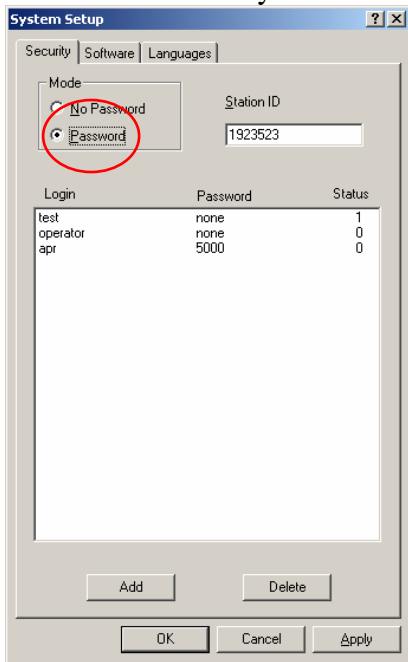 System Setup
Security Software Languages
Mode
No Password
Password
Station ID
1923523
Login Password Status
test none 1
operator none 0
apr 5000 0
Add Delete
OK Cancel Apply